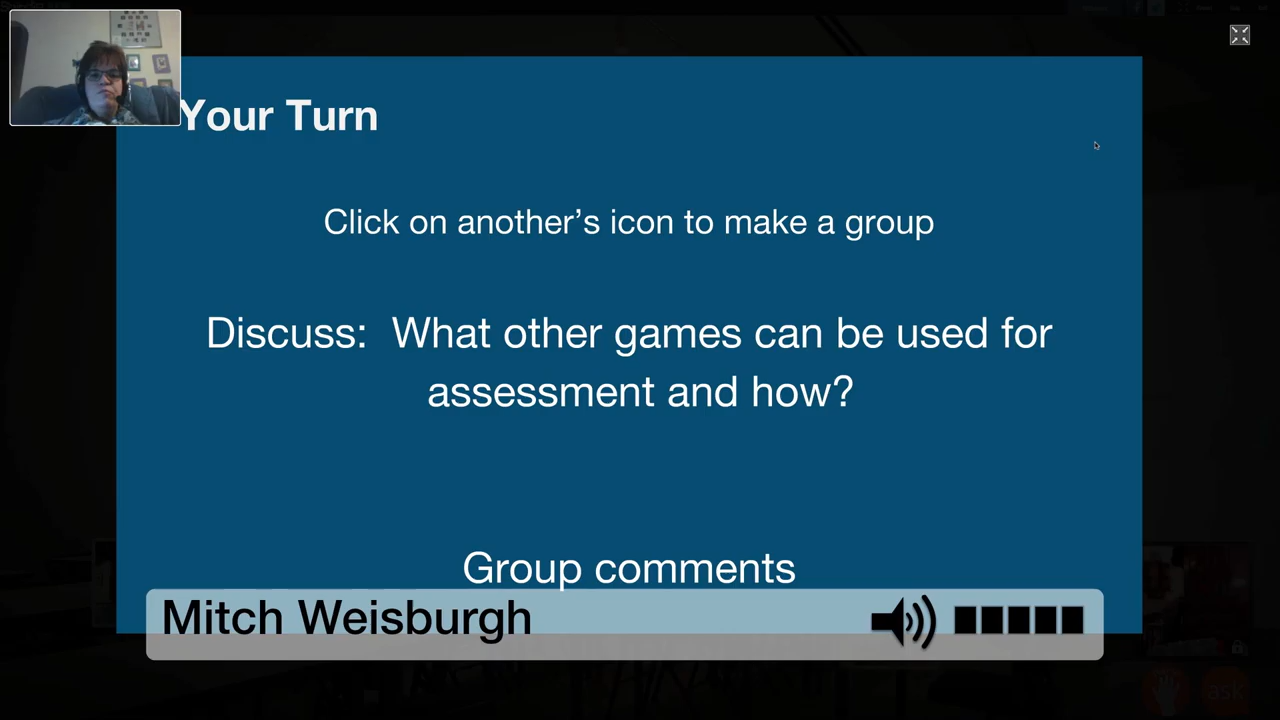 Your Turn
Click on another’s icon to make a group
Discuss: What other games can be used for
assessment and how?
Group comments
Mitch Weisburgh
ask